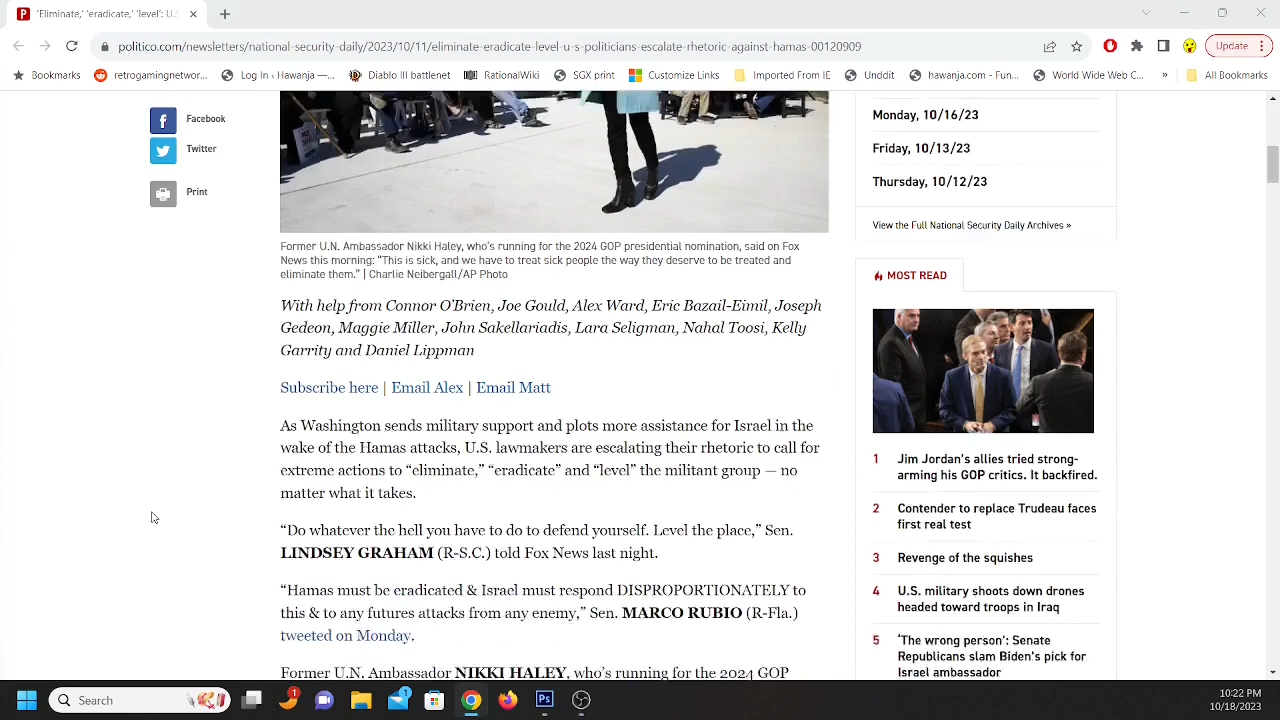 'Eliminate,' 'eradicate,' 'level': U.S
politico.com/newsletters/national-security-daily/2023/10/11/eliminate-eradicate-level-u-s-politicians-escalate-rhetoric-against-hamas-00120909
Update
Bookmarks
retrogamingnetwor...
Log In ‹ Hawanja —...
Diablo III battlenet
RationalWiki
SGX print
Customize Links
Imported From IE
Unddit
hawanja.com - Fun...
World Wide Web C...
»
All Bookmarks
Facebook
Twitter
Print
Former U.N. Ambassador Nikki Haley, who's running for the 2024 GOP presidential nomination, said on Fox
News this morning: “This is sick, and we have to treat sick people the way they deserve to be treated and
eliminate them.” | Charlie Neibergall/AP Photo
With help from Connor O’Brien, Joe Gould, Alex Ward, Eric Bazail-Eimil, Joseph
Gedeon, Maggie Miller, John Sakellariadis, Lara Seligman, Nahal Toosi, Kelly
Garrity and Daniel Lippman
Subscribe here | Email Alex | Email Matt
As Washington sends military support and plots more assistance for Israel in the
wake of the Hamas attacks, U.S. lawmakers are escalating their rhetoric to call for
extreme actions to “eliminate,” “eradicate” and “level” the militant group — no
matter what it takes.
“Do whatever the hell you have to do to defend yourself. Level the place,” Sen.
LINDSEY GRAHAM (R-S.C.) told Fox News last night.
“Hamas must be eradicated & Israel must respond DISPROPORTIONATELY to
this & to any futures attacks from any enemy,” Sen. MARCO RUBIO (R-Fla.)
tweeted on Monday.
Former U.N. Ambassador NIKKI HALEY, who’s running for the 2024 GOP
Monday, 10/16/23
Friday, 10/13/23
Thursday, 10/12/23
View the Full National Security Daily Archives »
MOST READ
1 Jim Jordan’s allies tried strong-
arming his GOP critics. It backfired.
2 Contender to replace Trudeau faces
first real test
3 Revenge of the squishes
4 U.S. military shoots down drones
headed toward troops in Iraq
5 ‘The wrong person’: Senate
Republicans slam Biden’s pick for
Israel ambassador
Search
1
1
Ps
10:22 PM
10/18/2023